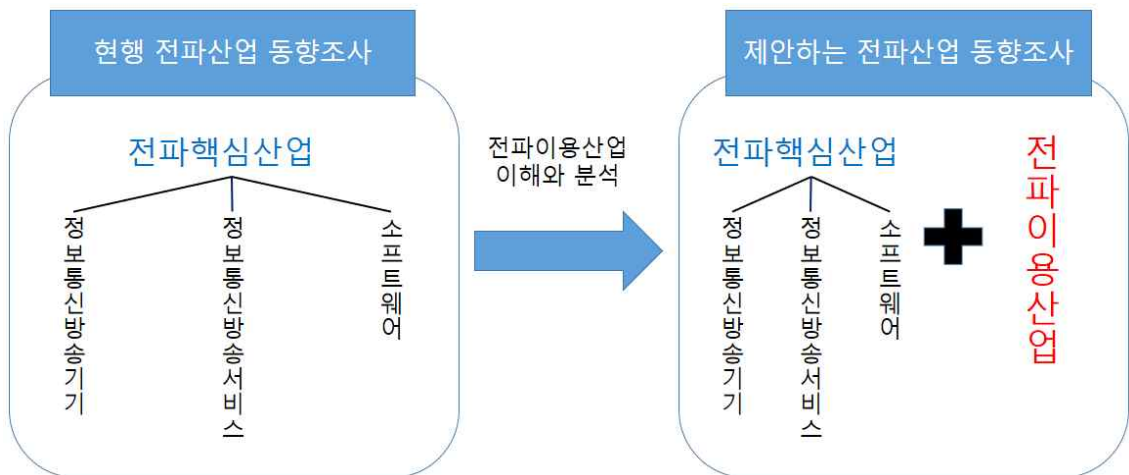 현행 전파산업 동향조사
전파핵심산업
정보통신방송기기
정보통신방송서비스
소프트웨어
전파이용산업
이해와 분석
제안하는 전파산업 동향조사
전파핵심산업
정보통신방송기기
정보통신방송서비스
소프트웨어
전파이용산업